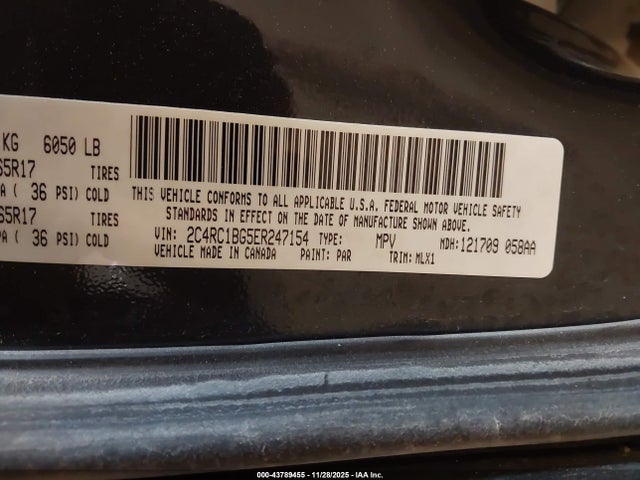 KG 6050 LB
S5R17 TIRES
A ( 36 PSI) COLD
S5R17 TIRES
PA ( 36 PSI) COLD
THIS VEHICLE CONFORMS TO ALL APPLICABLE U.S.A. FEDERAL MOTOR VEHICLE SAFETY
STANDARDS IN EFFECT ON THE DATE OF MANUFACTURE SHOWN ABOVE.
VIN: 2C4RC1BG5ER247154 TYPE: MPV MDH:121709 058AA
VEHICLE MADE IN CANADA PAINT: PAR TRIM: MLX1
000-43789455 - 11/28/2025 - IAA Inc.